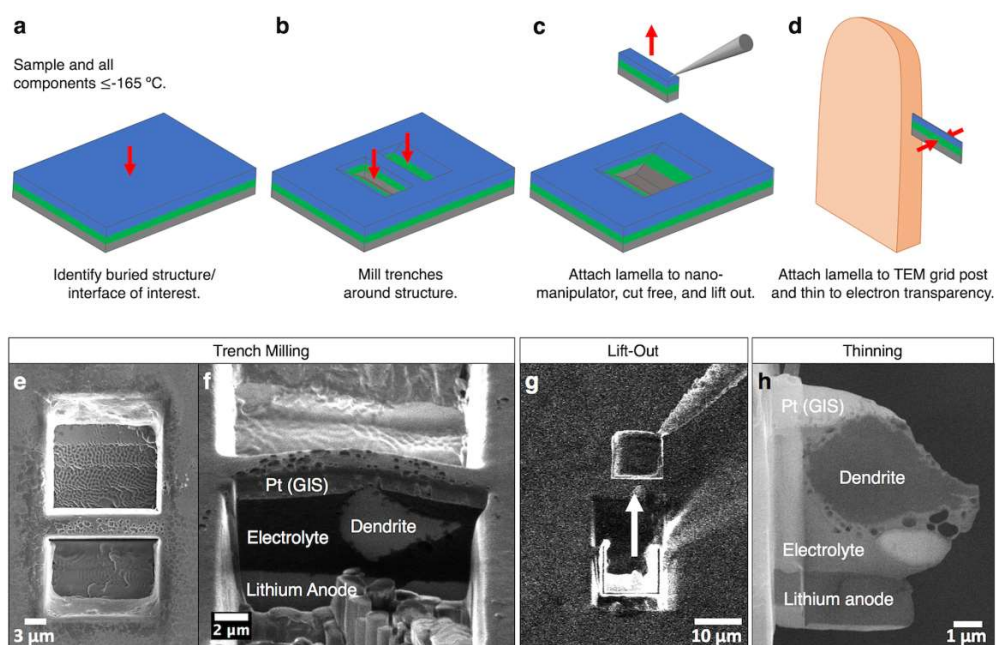 a
b
c
d
Sample and all
components ≤-165 ºC.
Identify buried structure/
interface of interest.
Mill trenches
around structure.
Attach lamella to nano-
manipulator, cut free, and lift out.
Attach lamella to TEM grid post
and thin to electron transparency.
Trench Milling
Lift-Out
Thinning
e
3 μm
f
Pt (GIS)
Electrolyte
Dendrite
Lithium Anode
2 μm
g
10 μm
h
Pt (GIS)
Dendrite
Electrolyte
Lithium anode
1 μm